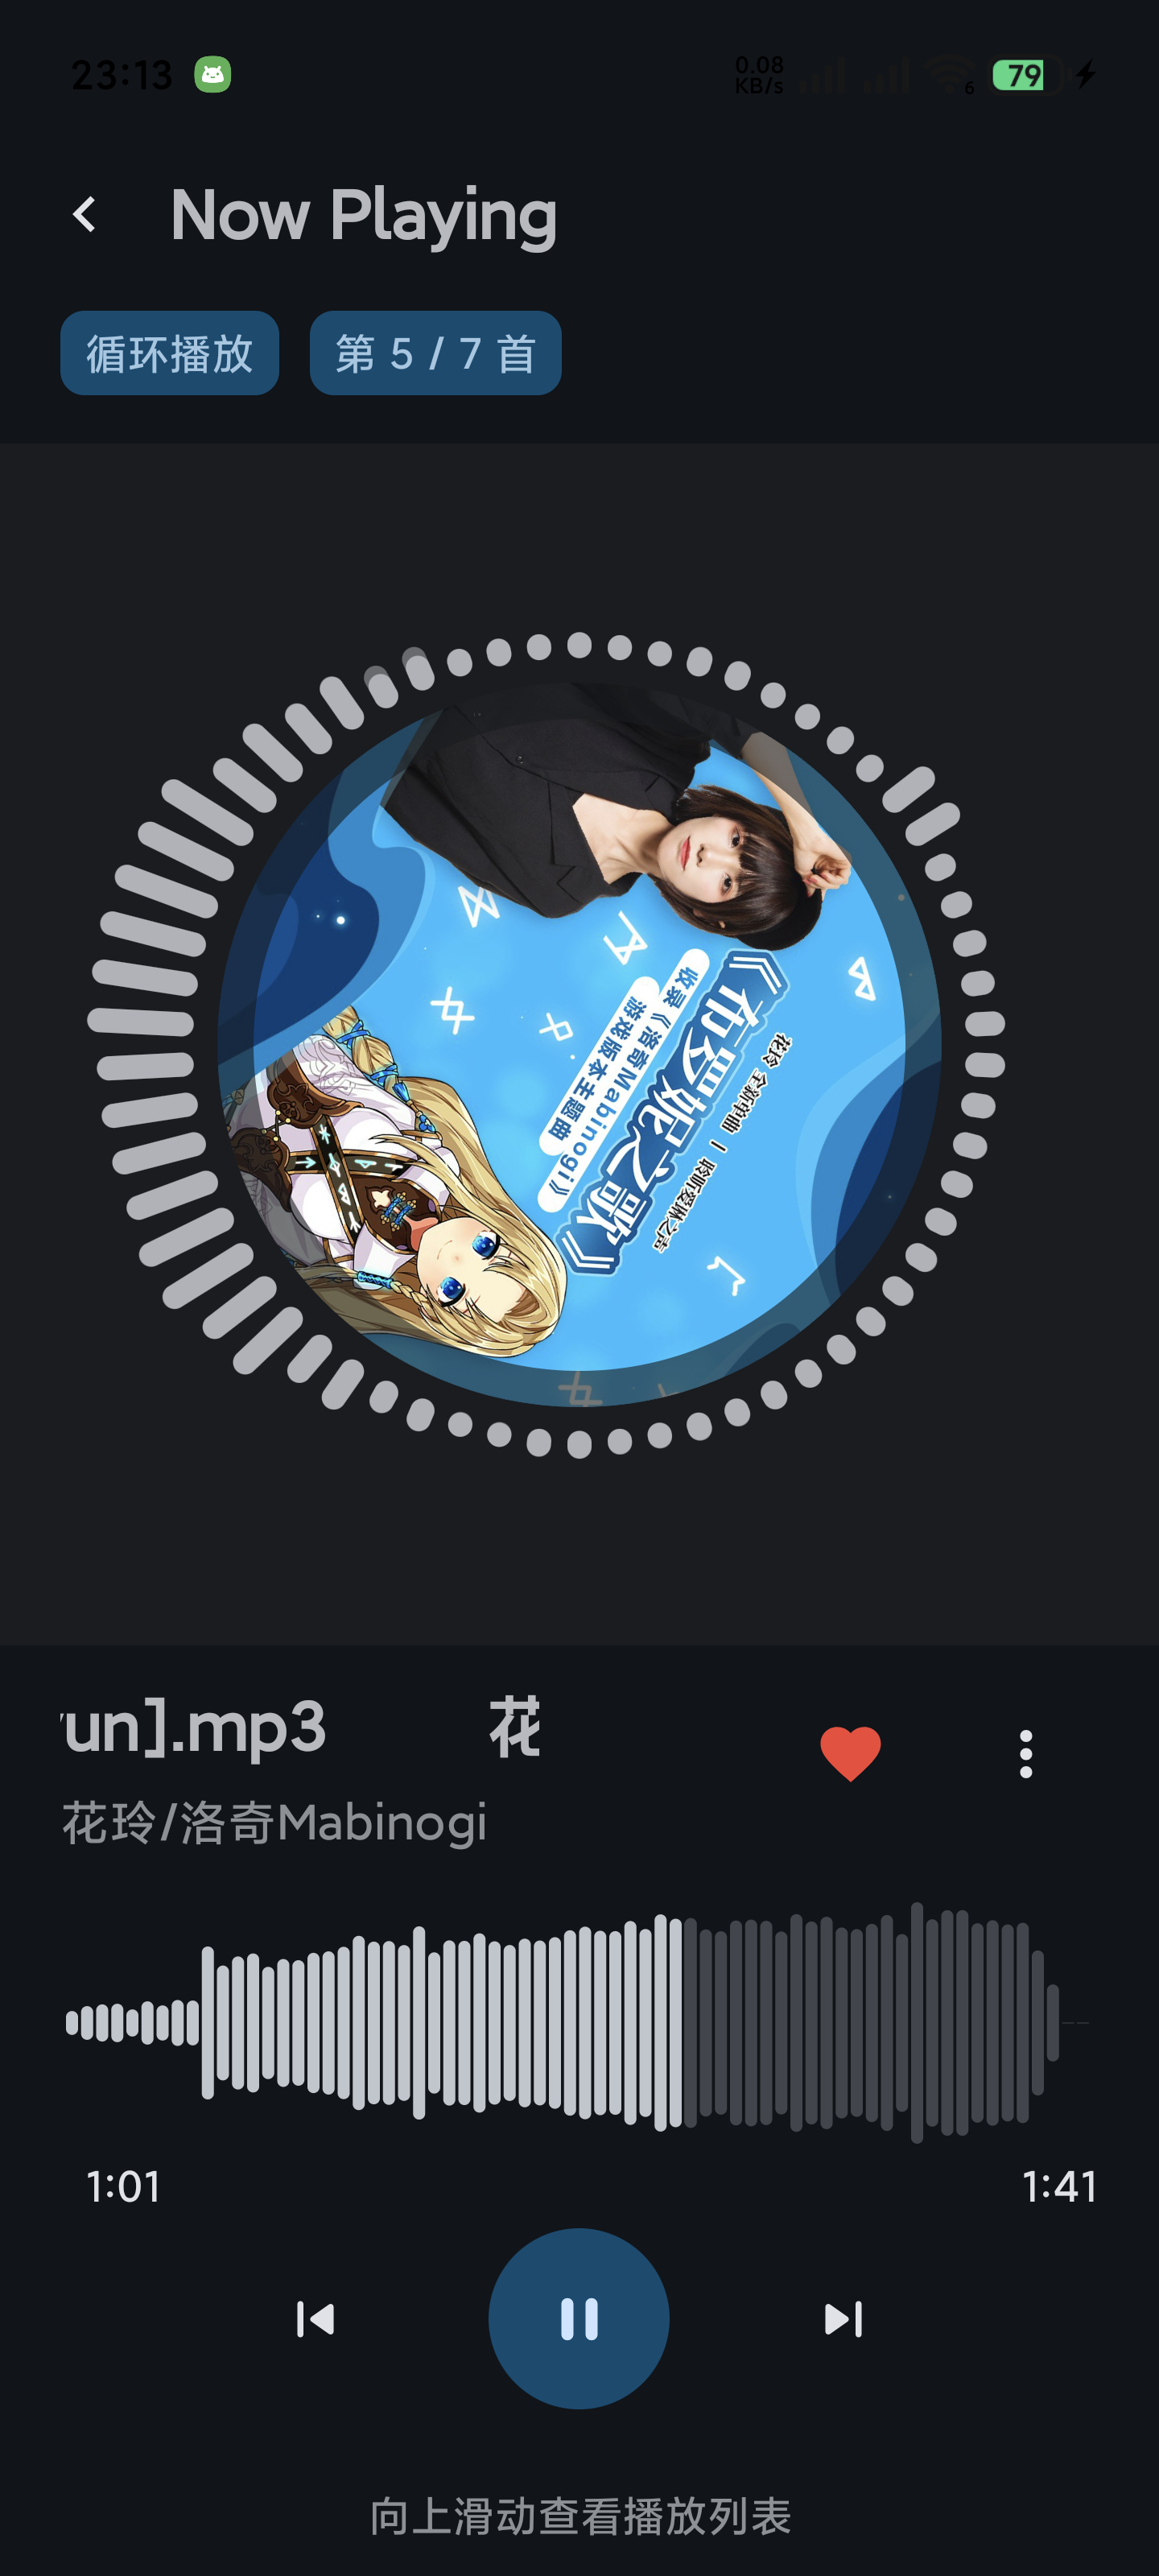 23:13
0.08
KB/s
6
79
Now Playing
循环播放
第 5 / 7 首
花玲 全新单曲 | 聆听爱琳之声
《布罗妮之歌》
收录《洛奇Mabinogi》
游戏版本主题曲
un].mp3 花
花玲/洛奇Mabinogi
1:01
1:41
向上滑动查看播放列表